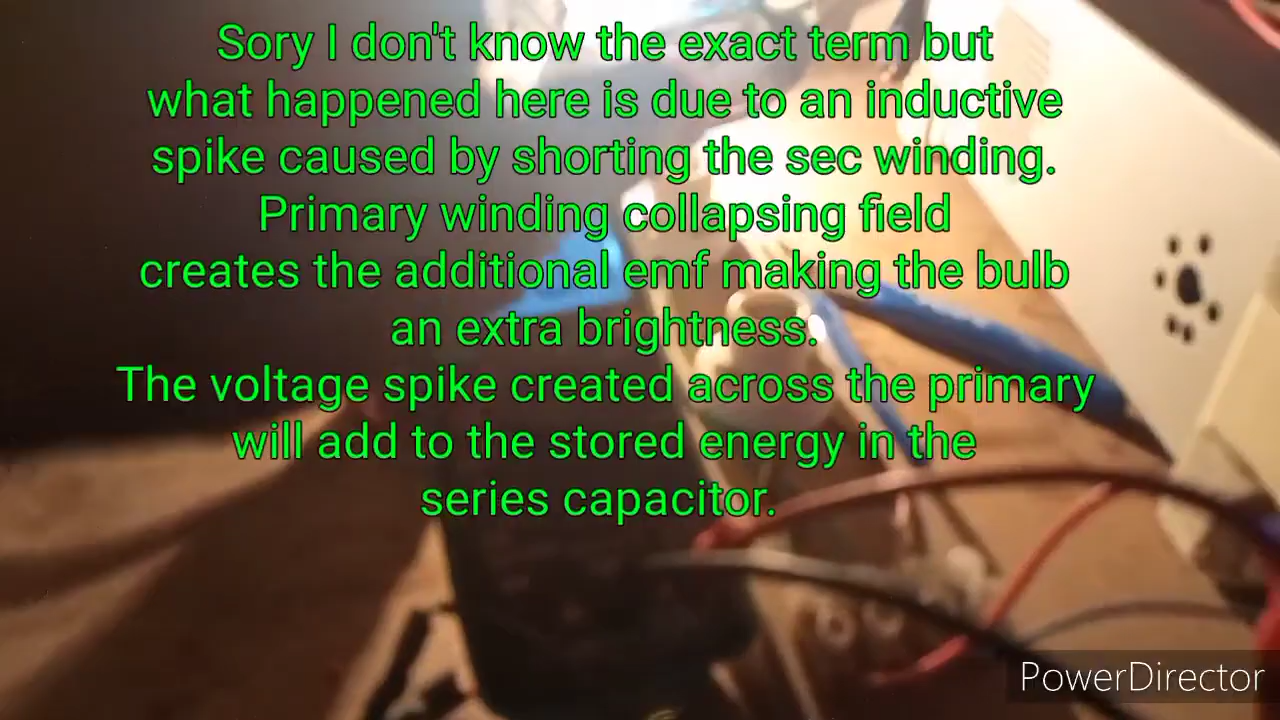 Sory I don't know the exact term but
what happened here is due to an inductive
spike caused by shorting the sec winding.
Primary winding collapsing field
creates the additional emf making the bulb
an extra brightness.
The voltage spike created across the primary
will add to the stored energy in the
series capacitor.
PowerDirector